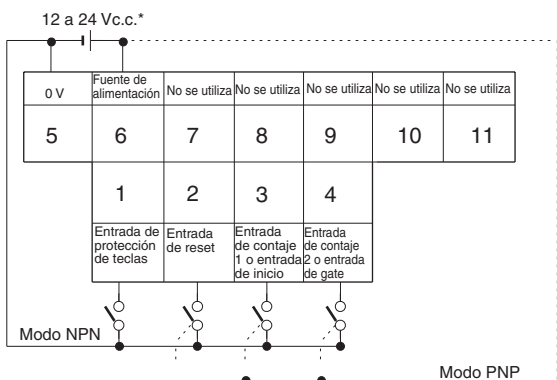 12 a 24 Vc.c.*
0 V
Fuente de
alimentación
No se utiliza
No se utiliza
No se utiliza
No se utiliza
No se utiliza
5
6
7
8
9
10
11
1
2
3
4
Entrada de
protección
de teclas
Entrada
de reset
Entrada
de contaje
1 o entrada
de inicio
Entrada
de contaje
2 o entrada
de gate
Modo NPN
Modo PNP